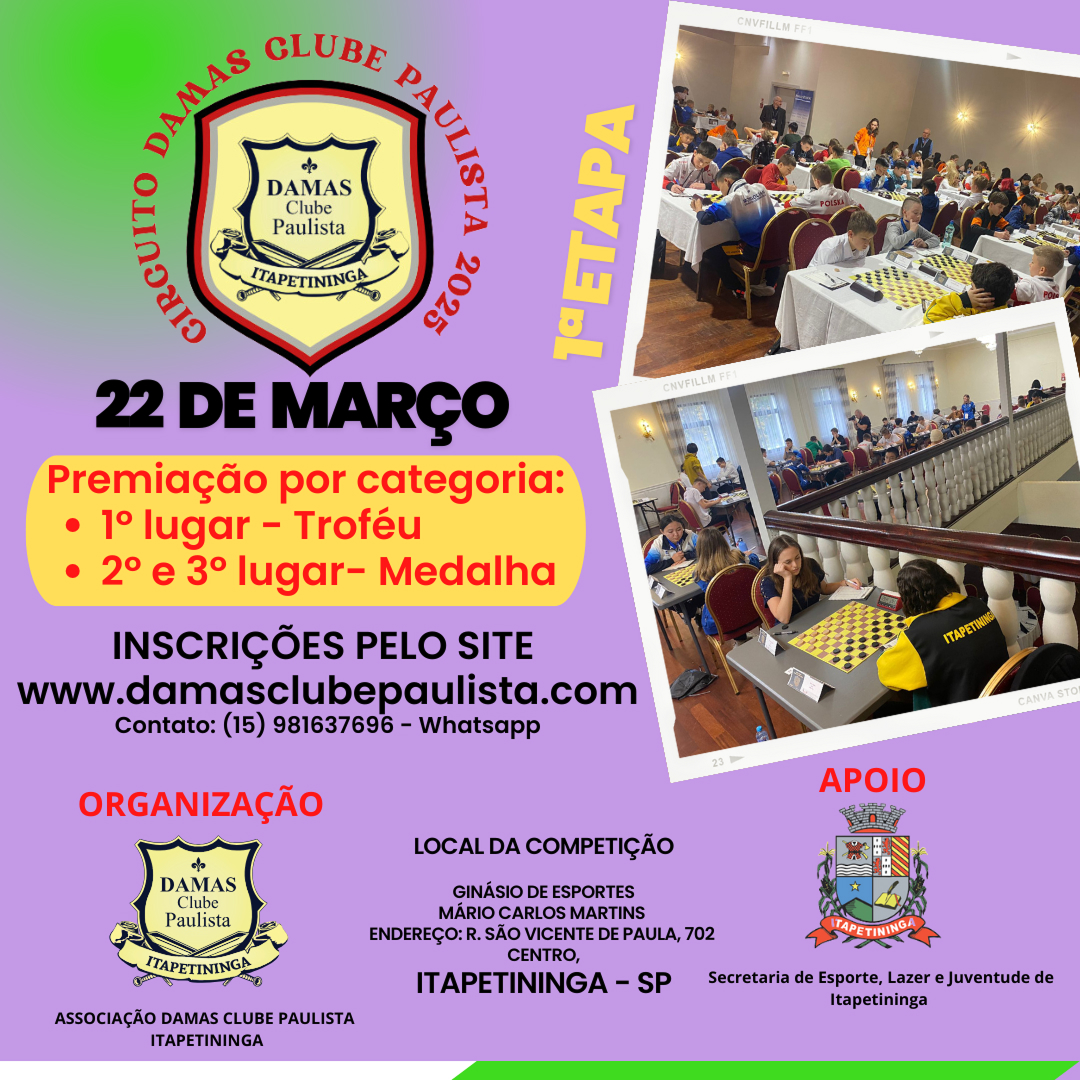 CIRCUITO DAMAS CLUBE PAULISTA 2025
DAMAS
Clube
Paulista
ITAPETININGA
1ª ETAPA
CNVFILLM FF1
POLSKA
22 DE MARÇO
CNVFILLM FF1
Premiação por categoria:
• 1º lugar - Troféu
• 2º e 3º lugar- Medalha
ITAPETININGA
INSCRIÇÕES PELO SITE
www.damasclubepaulista.com
Contato: (15) 981637696 - Whatsapp
CANVA STO
23
ORGANIZAÇÃO
DAMAS
Clube
Paulista
ITAPETININGA
ASSOCIAÇÃO DAMAS CLUBE PAULISTA
ITAPETININGA
LOCAL DA COMPETIÇÃO
GINÁSIO DE ESPORTES
MÁRIO CARLOS MARTINS
ENDEREÇO: R. SÃO VICENTE DE PAULA, 702
CENTRO,
ITAPETININGA - SP
APOIO
ITAPETININGA
Secretaria de Esporte, Lazer e Juventude de
Itapetininga